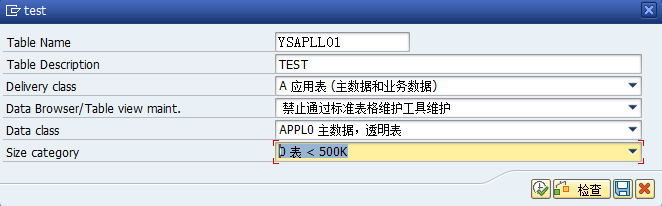 test
Table Name YSAPLL01
Table Description TEST
Delivery class A 应用表(主数据和业务数据)
Data Browser/Table view maint. 禁止通过标准表格维护工具维护
Data class APPL0 主数据，透明表
Size category 0 表 < 500K
检查